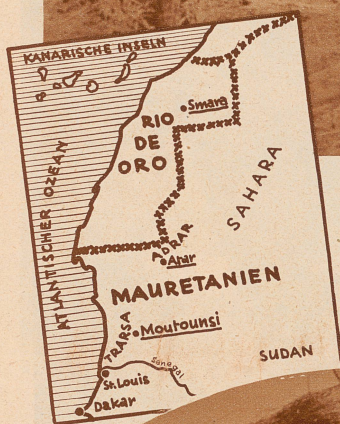 KANARISCHE INSELN
Smara
RIO
DE
ORO
SAHARA
ATLANTISCHER OZEAN
ADRAR
Atar
MAURETANIEN
TRARSA
Moutounsi
Senegal
SUDAN
St. Louis
Dakar